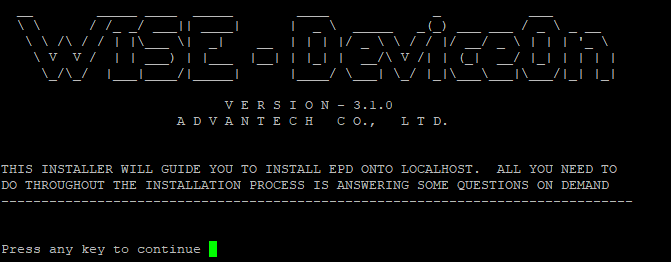 WISE-DeviceOn
V E R S I O N - 3.1.0
A D V A N T E C H   C O.,   L T D.
THIS INSTALLER WILL GUIDE YOU TO INSTALL EPD ONTO LOCALHOST.  ALL YOU NEED TO
DO THROUGHOUT THE INSTALLATION PROCESS IS ANSWERING SOME QUESTIONS ON DEMAND
-------------------------------------------------------------------------------
Press any key to continue